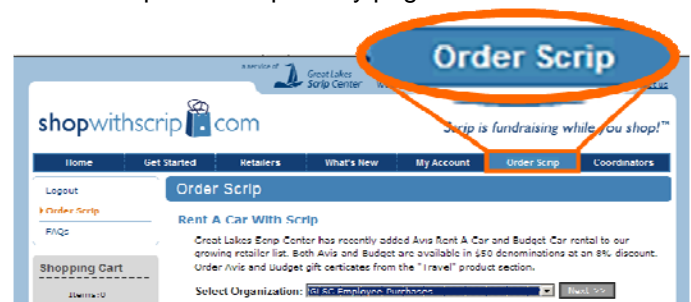 Order Scrip
a service of Great Lakes Scrip Center
shopwithscrip com
Scrip is fundraising while you shop!™
Home Get Started Retailers What's New My Account Order Scrip Coordinators
Logout
Order Scrip
Order Scrip
FAQs
Rent A Car With Scrip
Great Lakes Scrip Center has recently added Avis Rent A Car and Budget Car rental to our
growing retailer list. Both Avis and Budget are available in $50 denominations at an 8% discount.
Order Avis and Budget gift certicates from the "Travel" product section.
Shopping Cart
Items:0
Select Organization: GLSC Employee Purchases Next >>